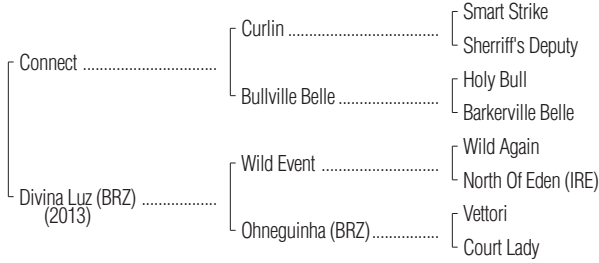 Smart Strike
Curlin ....................................
Sherriff's Deputy
Connect ................................
Holy Bull
Bullville Belle ........................
Barkerville Belle
Wild Again
Wild Event ............................
North Of Eden (IRE)
Divina Luz (BRZ) ..................
(2013)
Vettori
Ohneguinha (BRZ)................
Court Lady